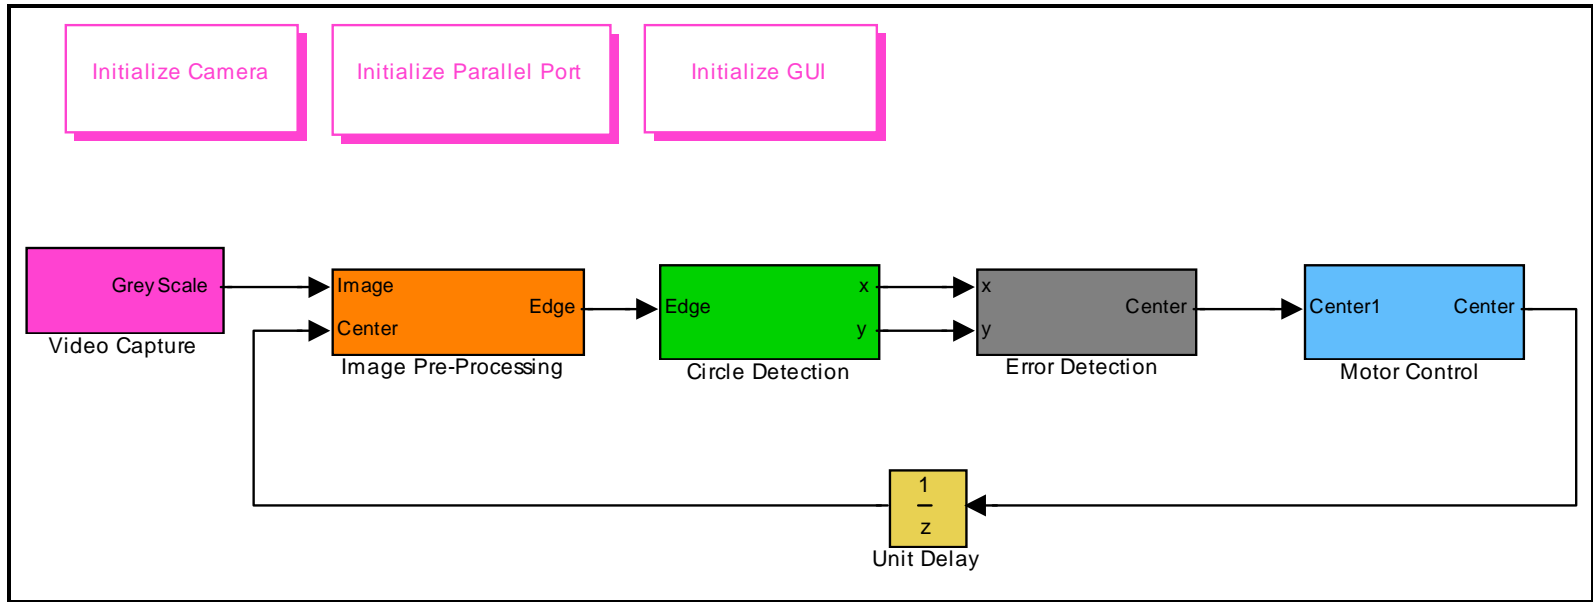 Initialize Camera
Initialize Parallel Port
Initialize GUI
Grey Scale
Video Capture
Image
Center
Edge
Image Pre-Processing
Edge
x
y
Circle Detection
x
y
Center
Error Detection
Center1
Center
Motor Control
1
z
Unit Delay